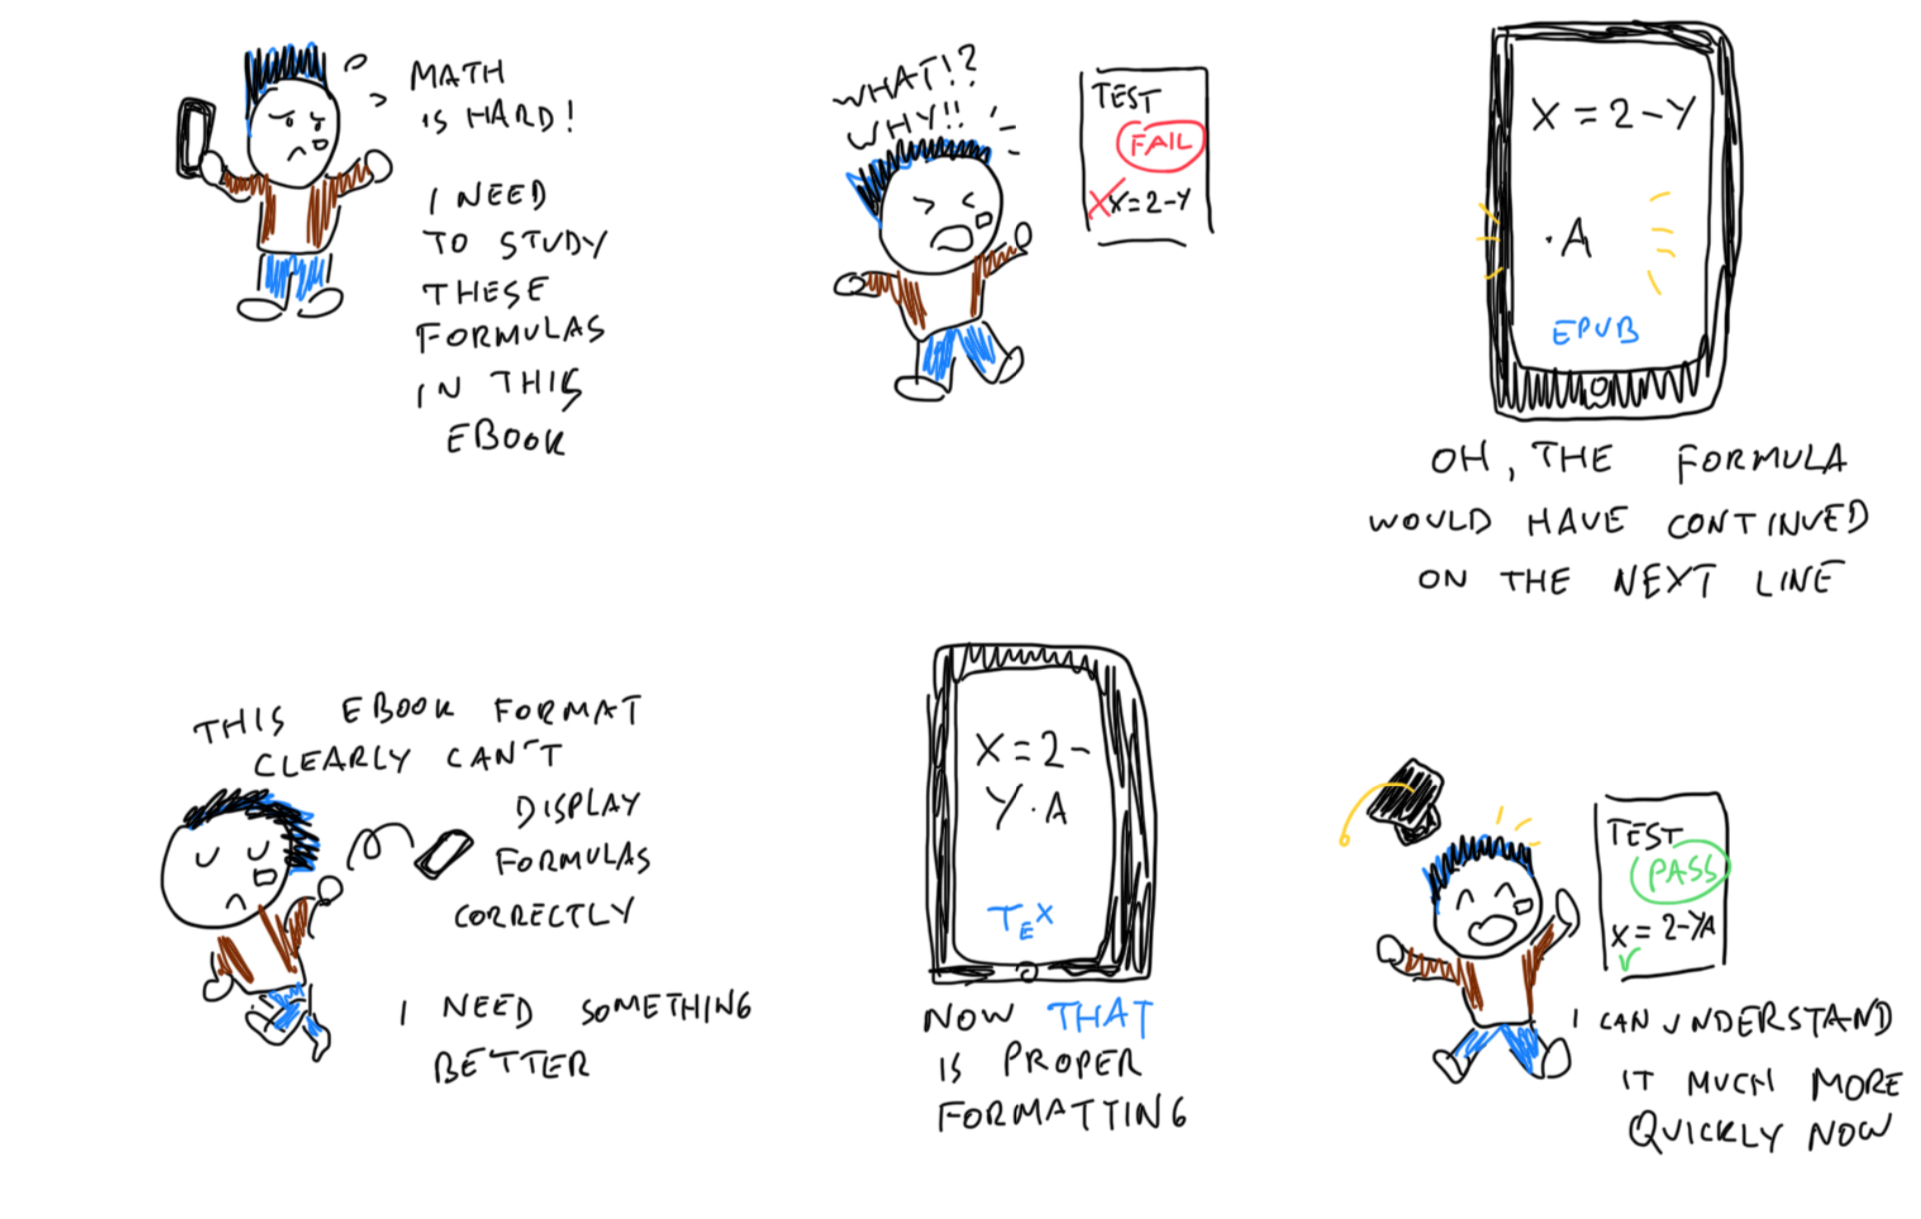 MATH
IS HARD!
I NEED
TO STUDY
THESE
FORMULAS
IN THIS
EBOOK
WHAT!?
WHY!!
TEST
FAIL
X=2-Y
X=2-Y
·A
EPUB
OH, THE FORMULA
WOULD HAVE CONTINUED
ON THE NEXT LINE
THIS EBOOK FORMAT
CLEARLY CAN'T
DISPLAY
FORMULAS
CORRECTLY
I NEED SOMETHING
BETTER
X=2-
Y·A
TEX
NOW THAT
IS PROPER
FORMATTING
TEST
PASS
X=2-YA
I CAN UNDERSTAND
IT MUCH MORE
QUICKLY NOW